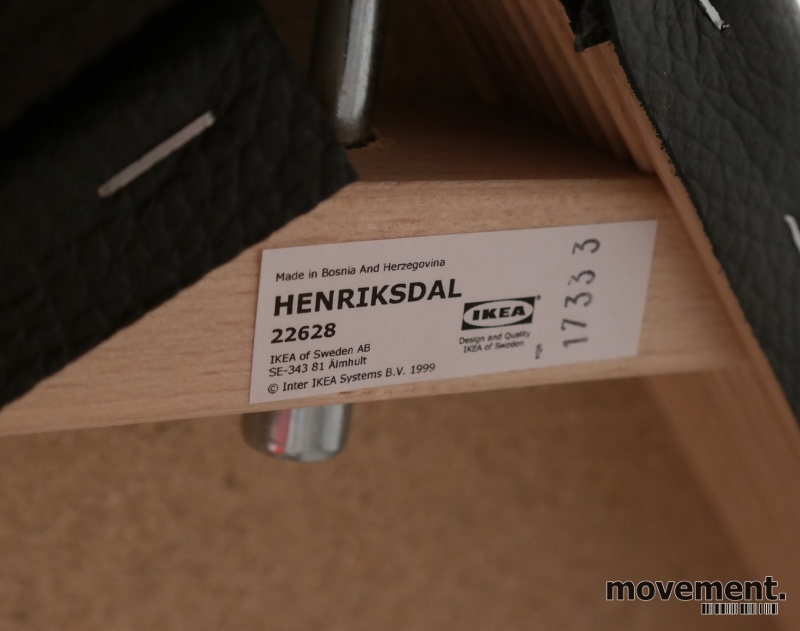 Made in Bosnia And Herzegovina
HENRIKSDAL
22628
IKEA of Sweden AB
SE-343 81 Älmhult
© Inter IKEA Systems B.V. 1999
IKEA
Design and Quality
IKEA of Sweden
17333
movement.